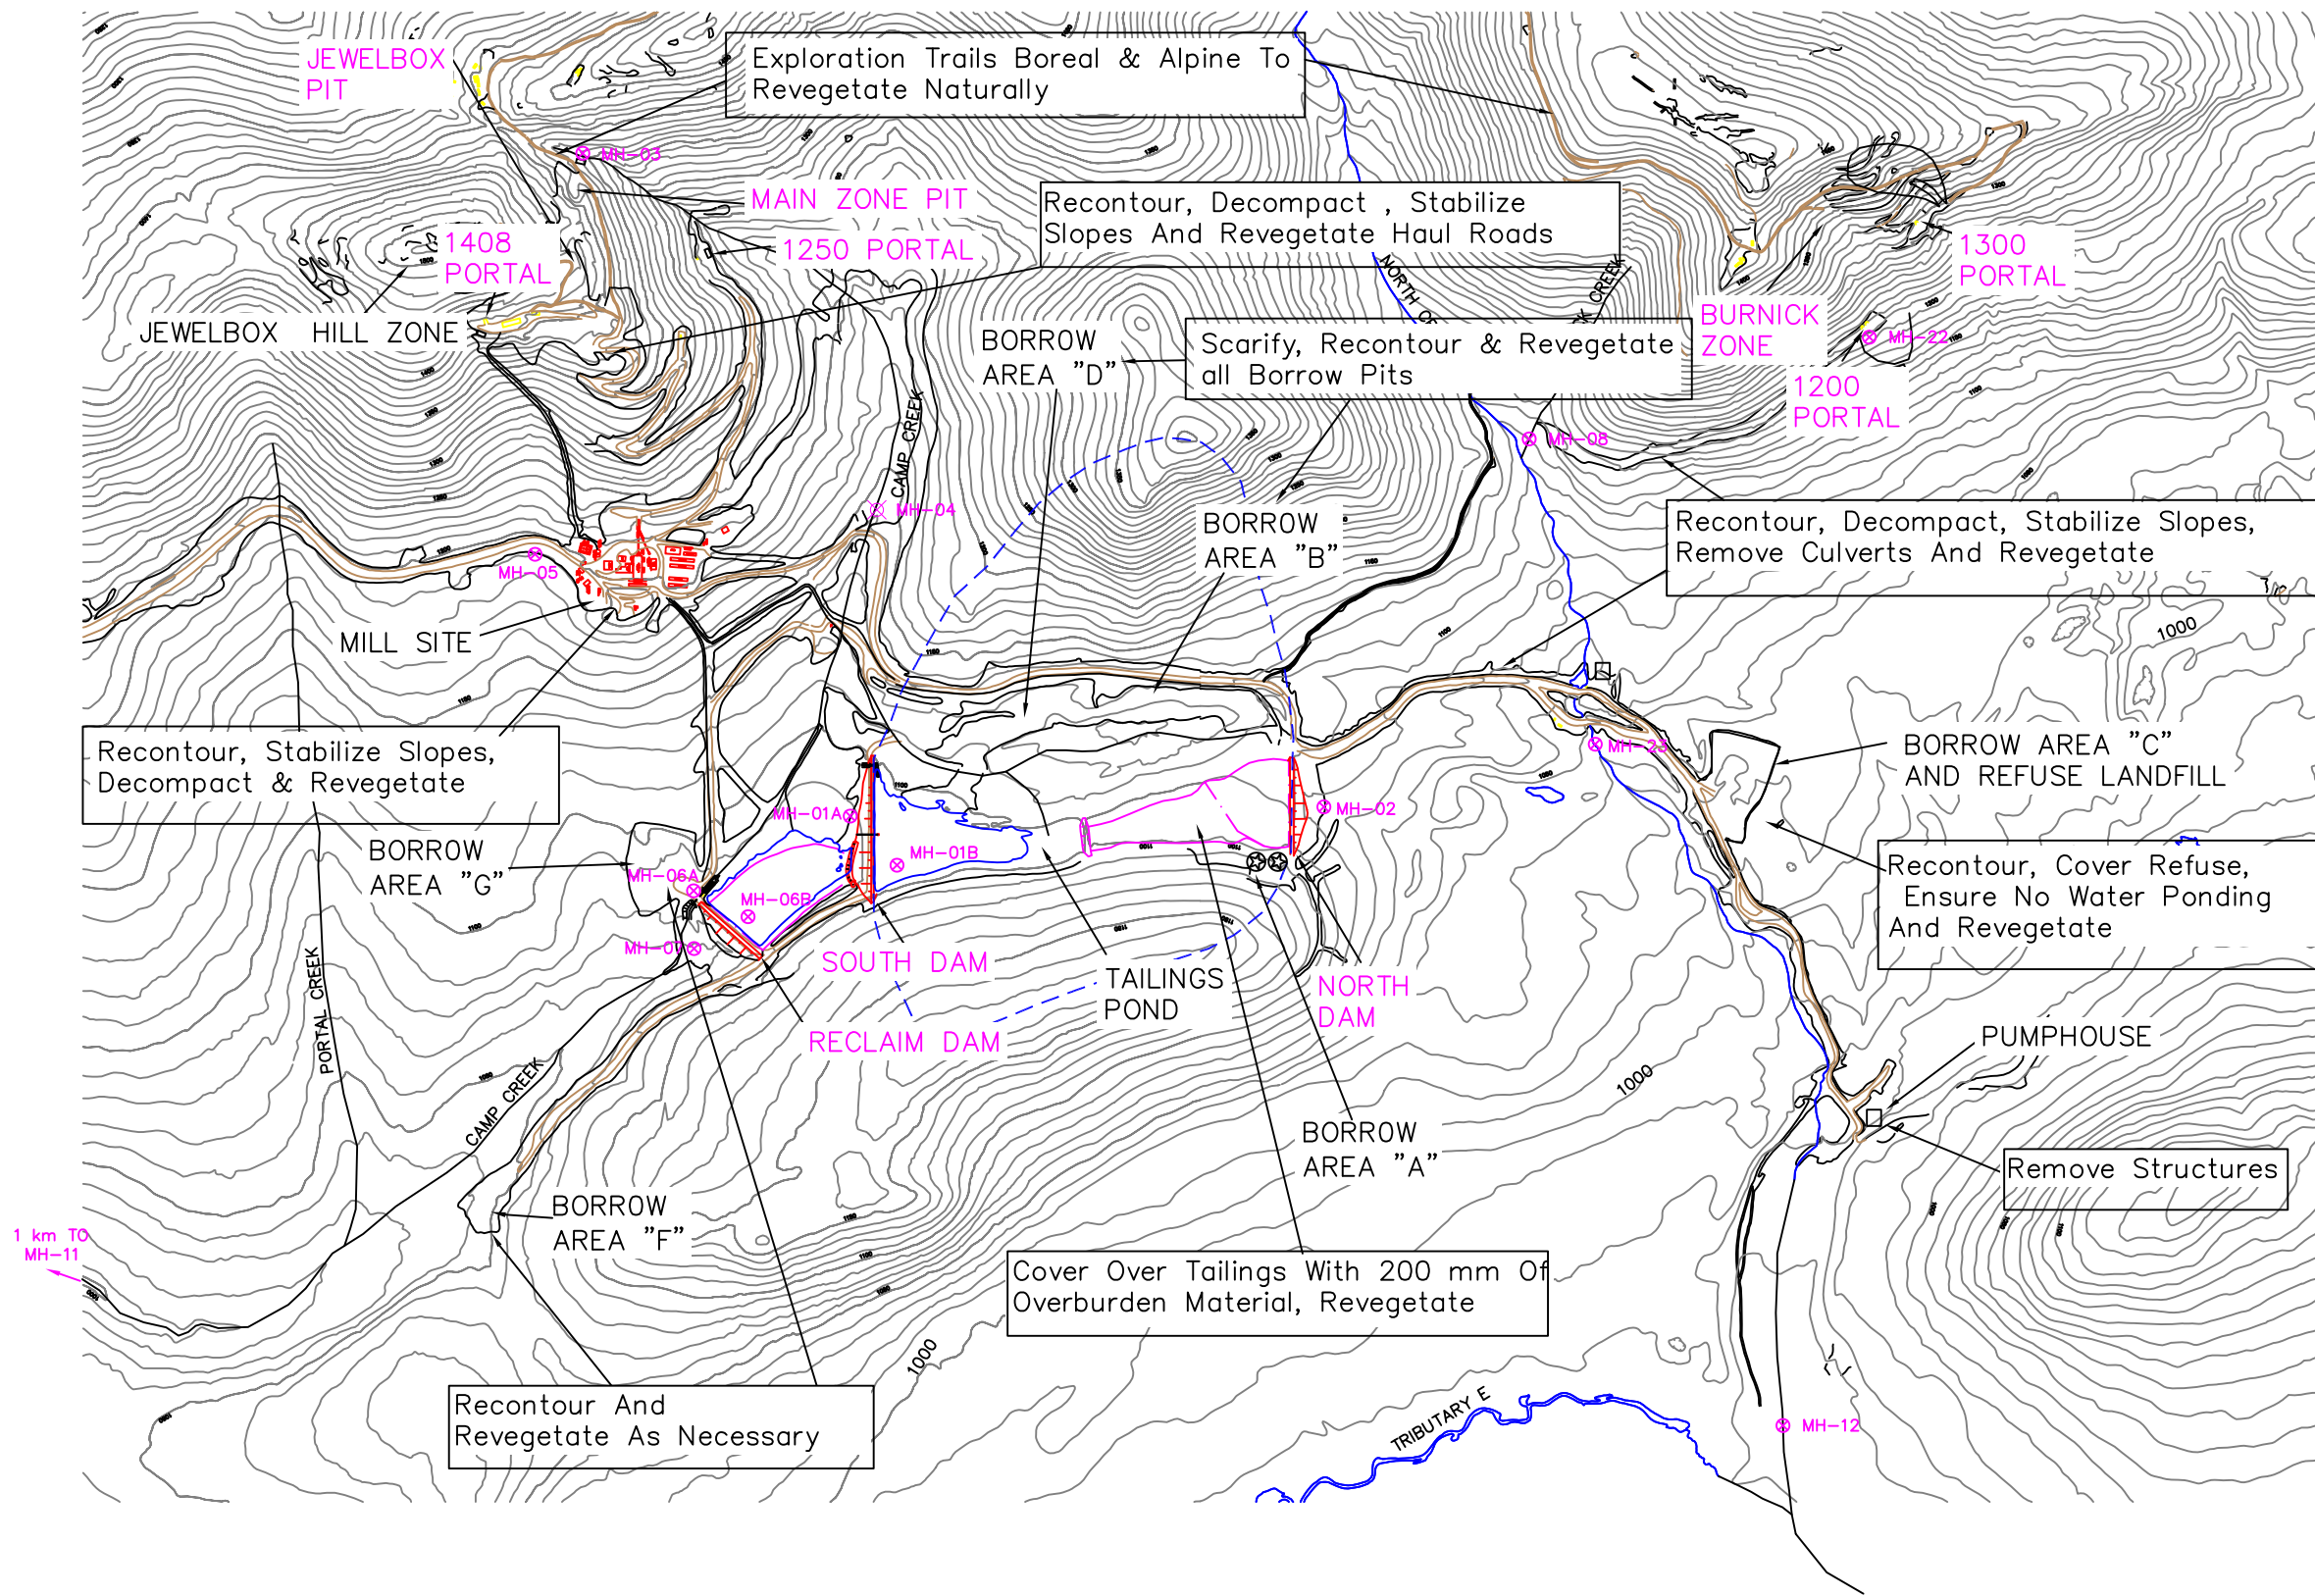 JEWELBOX
PIT
Exploration Trails Boreal & Alpine To
Revegetate Naturally
MH-03
MAIN ZONE PIT
1408
PORTAL
1250 PORTAL
Recontour, Decompact , Stabilize
Slopes And Revegetate Haul Roads
1300
PORTAL
JEWELBOX HILL ZONE
BORROW
AREA "D"
Scarify, Recontour & Revegetate
all Borrow Pits
BURNICK
ZONE
MH-22
1200
PORTAL
NORTH
CREEK
CAMP CREEK
MH-08
MH-04
BORROW
AREA "B"
Recontour, Decompact, Stabilize Slopes,
Remove Culverts And Revegetate
MH-05
MILL SITE
1000
Recontour, Stabilize Slopes,
Decompact & Revegetate
MH-23
BORROW AREA "C"
AND REFUSE LANDFILL
MH-01A
MH-02
BORROW
AREA "G"
MH-01B
MH-06A
MH-06B
MH-07
Recontour, Cover Refuse,
Ensure No Water Ponding
And Revegetate
SOUTH DAM
TAILINGS
POND
NORTH
DAM
RECLAIM DAM
PORTAL CREEK
CAMP CREEK
PUMPHOUSE
1000
BORROW
AREA "A"
Remove Structures
BORROW
AREA "F"
1 km TO
MH-11
Cover Over Tailings With 200 mm Of
Overburden Material, Revegetate
1000
Recontour And
Revegetate As Necessary
TRIBUTARY E
MH-12